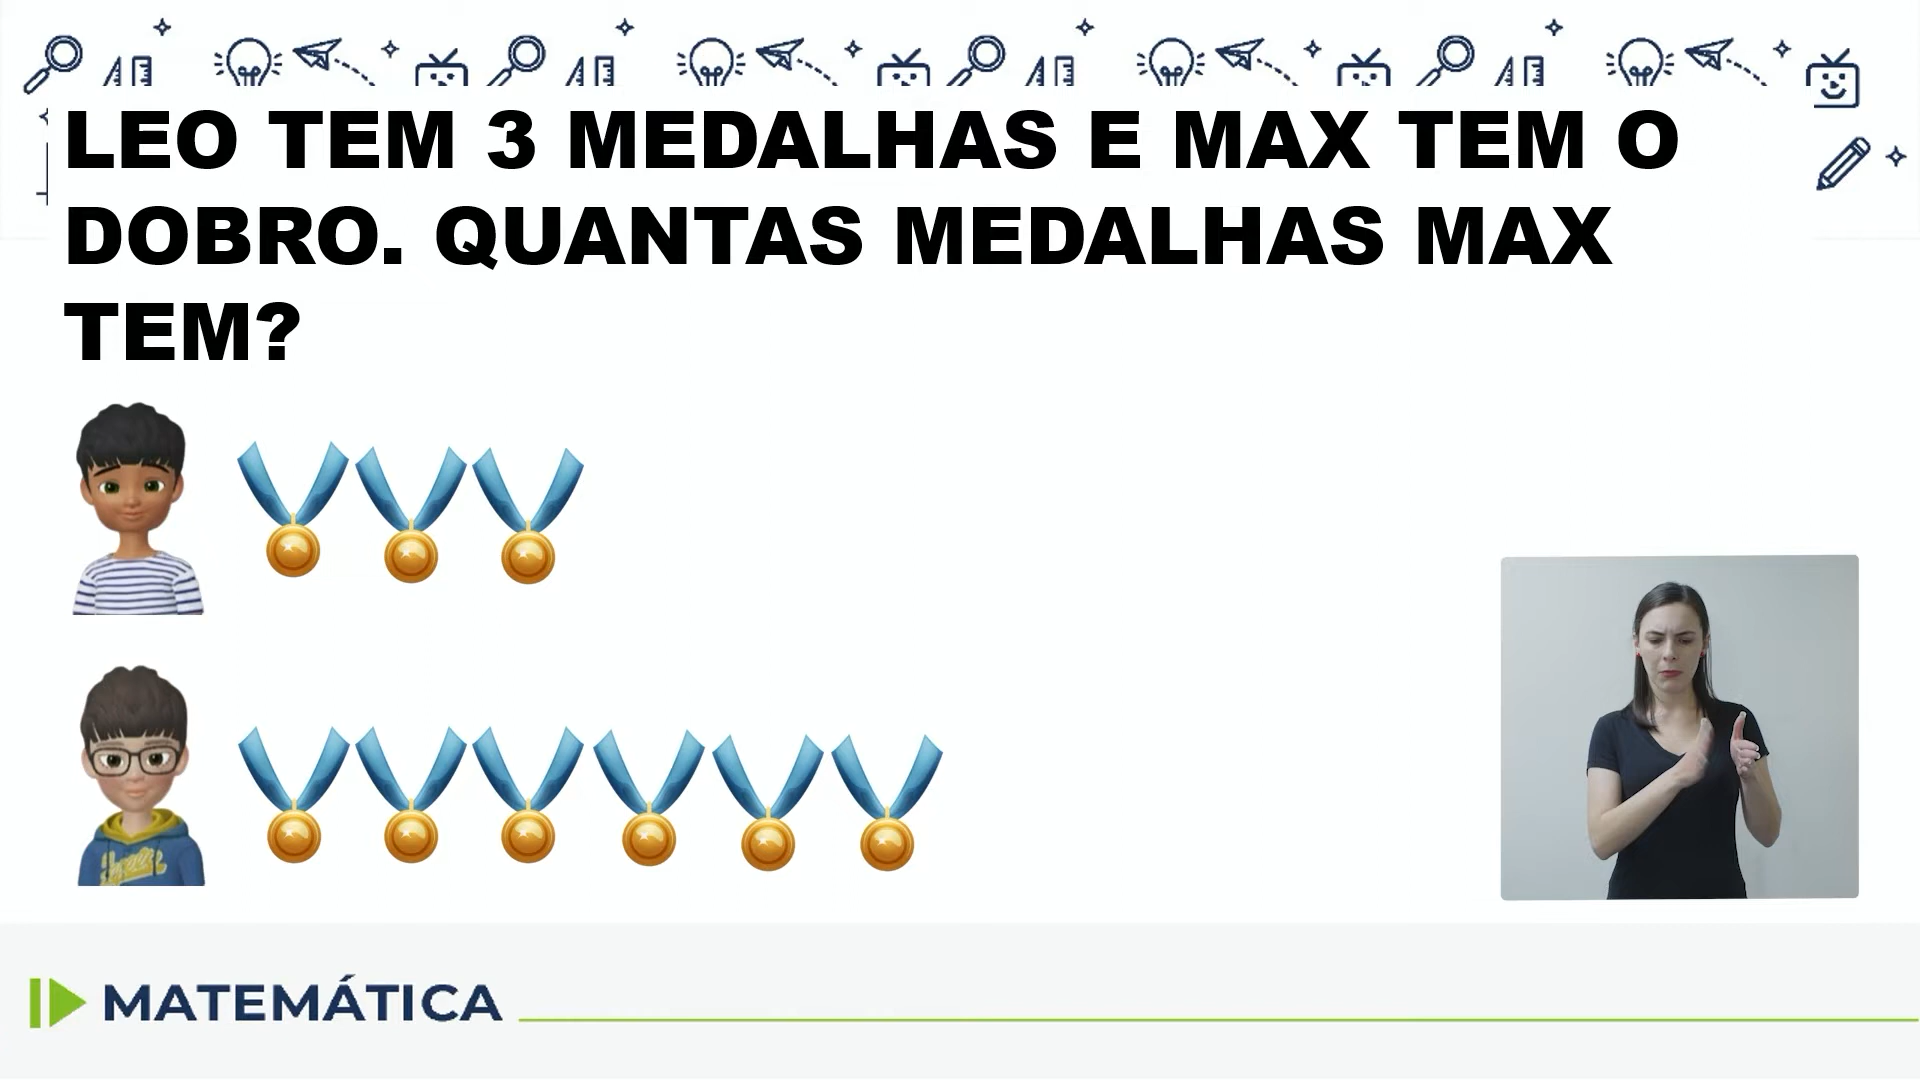 LEO TEM 3 MEDALHAS E MAX TEM O
DOBRO. QUANTAS MEDALHAS MAX
TEM?
MATEMÁTICA